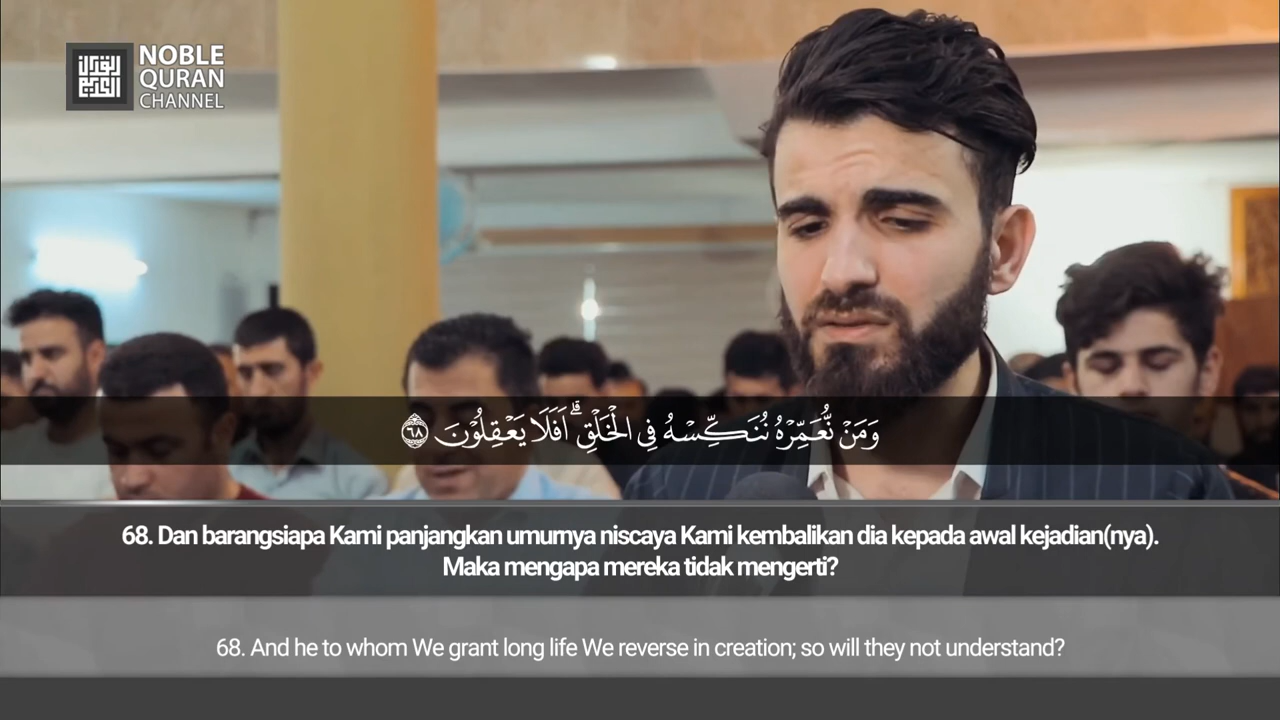 القرآن
الكريم
NOBLE
QURAN
CHANNEL
وَمَنْ نُّعَمِّرْهُ نُنَكِّسْهُ فِى الْخَلْقِۗ اَفَلَا يَعْقِلُوْنَ ۝٦٨
68. Dan barangsiapa Kami panjangkan umurnya niscaya Kami kembalikan dia kepada awal kejadian(nya).
Maka mengapa mereka tidak mengerti?
68. And he to whom We grant long life We reverse in creation; so will they not understand?